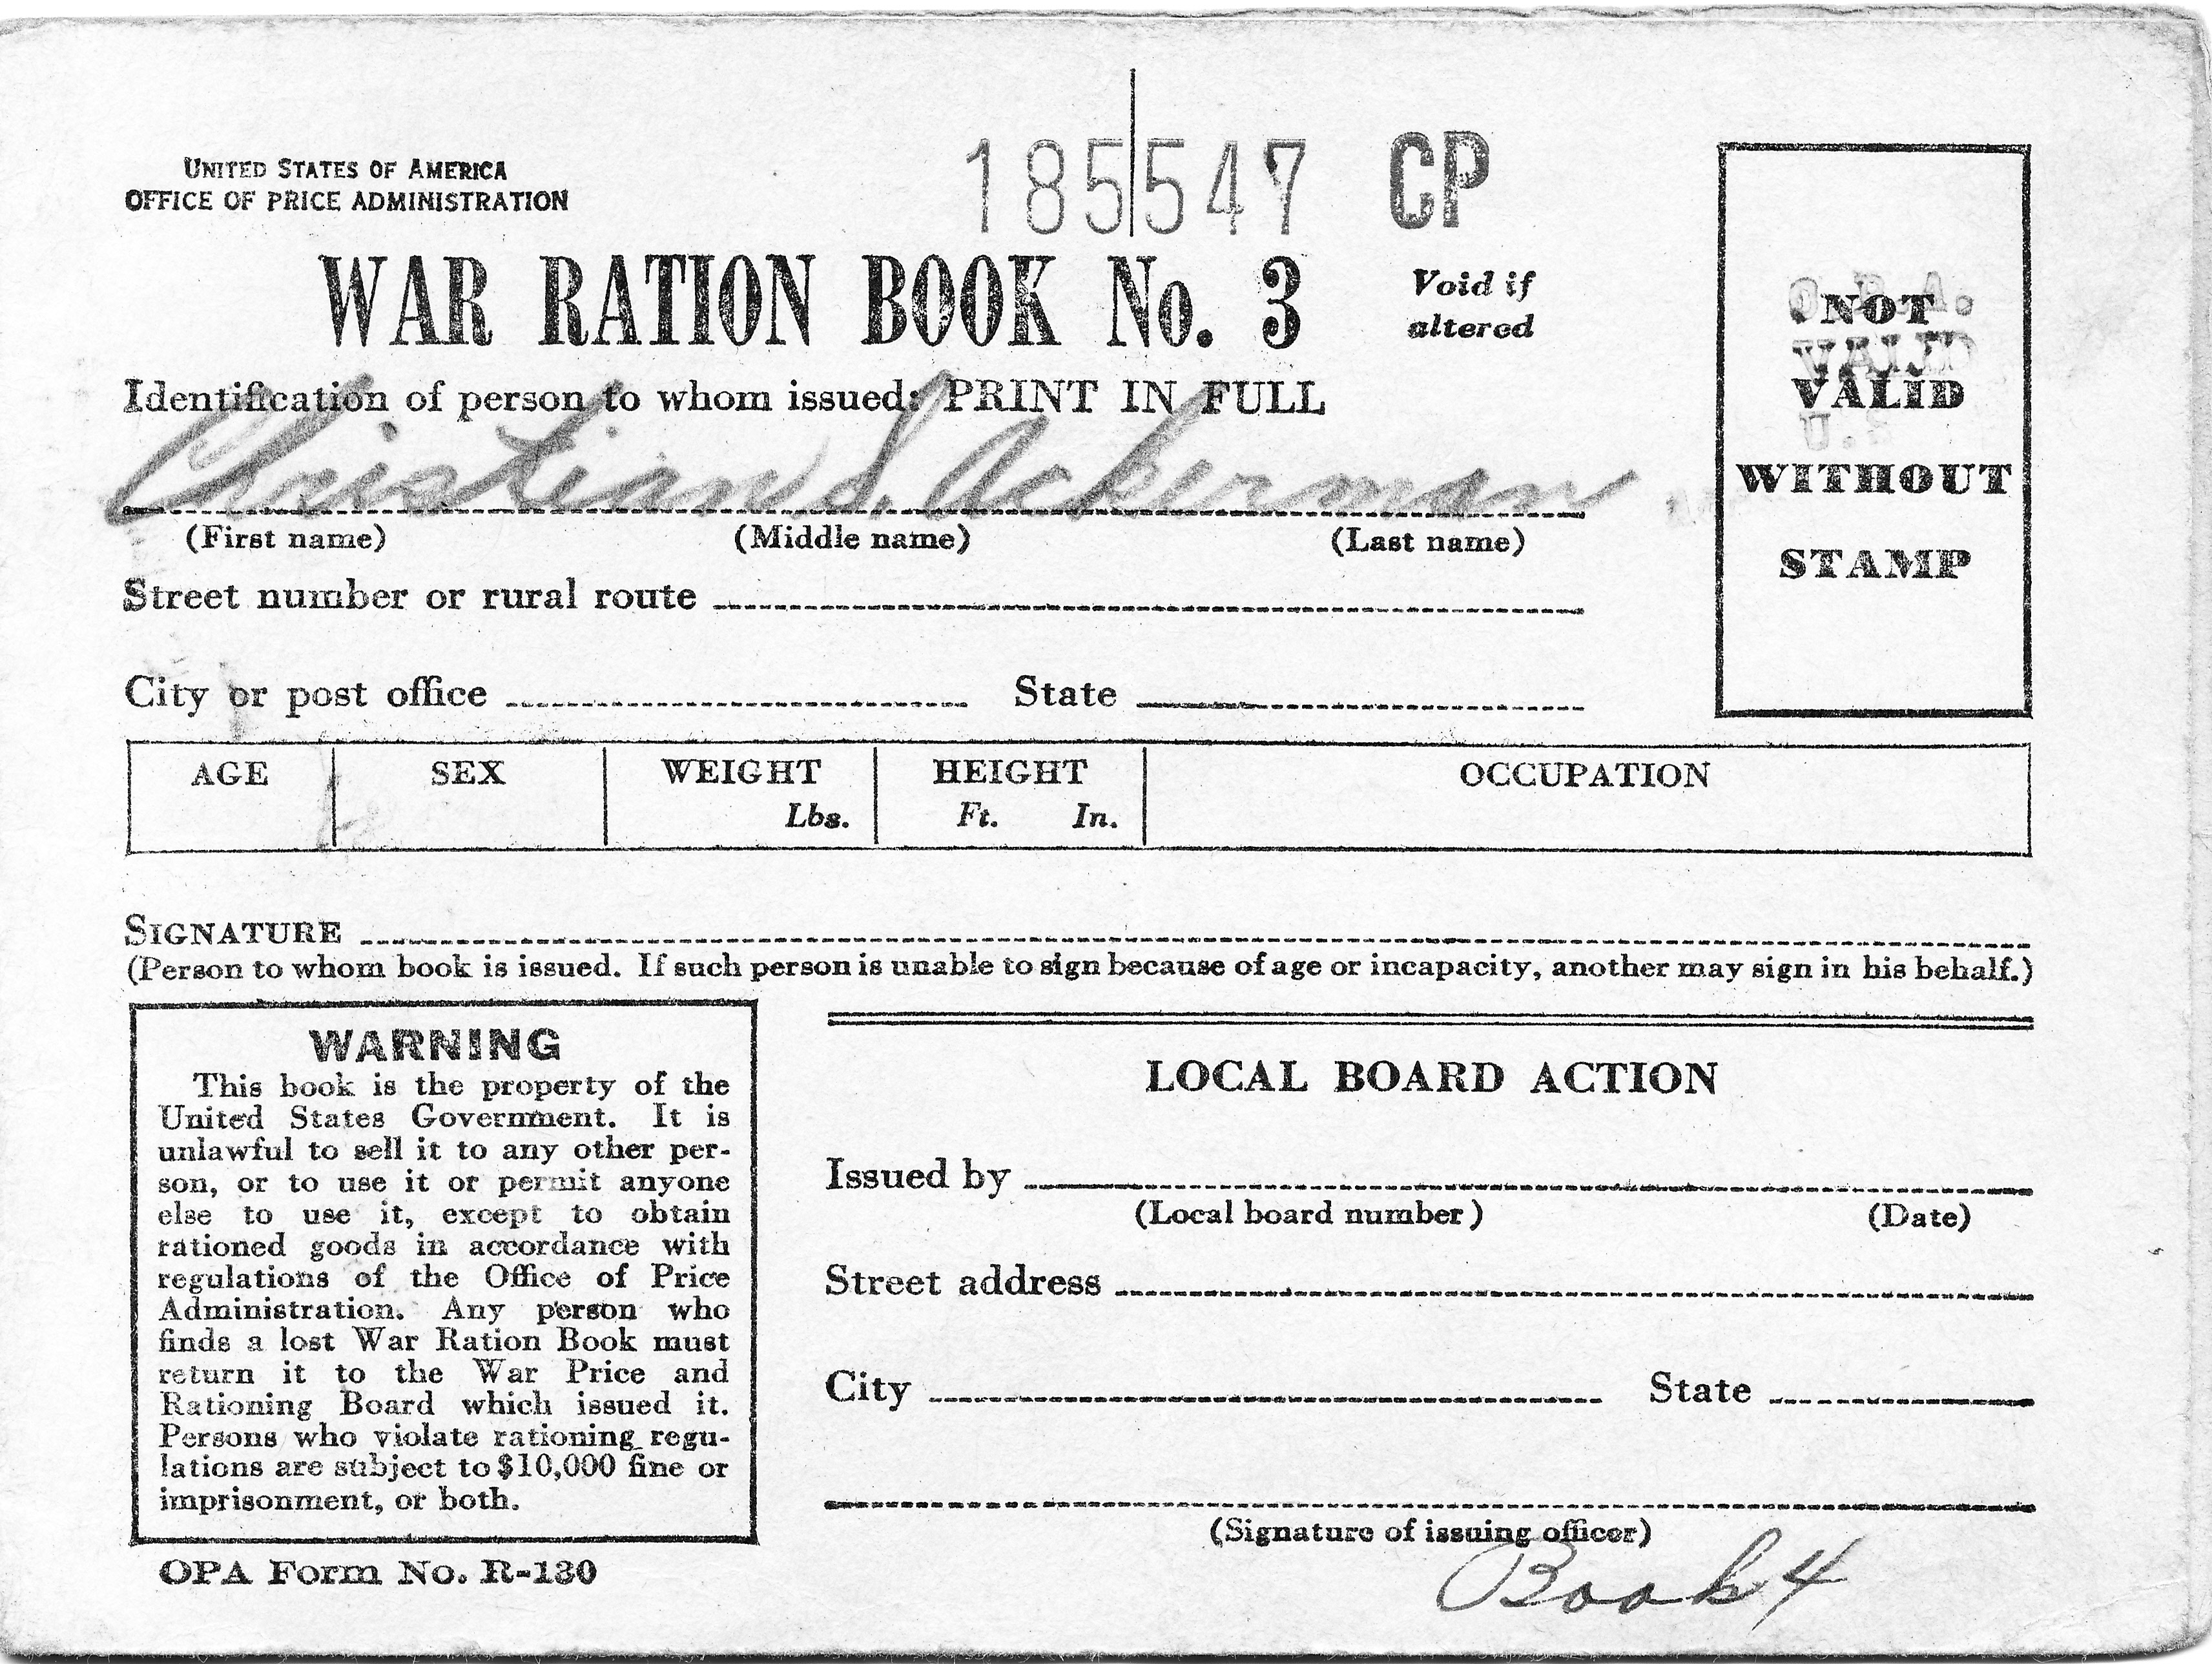 UNITED STATES OF AMERICA
OFFICE OF PRICE ADMINISTRATION
185547 CP
WAR RATION BOOK No. 3
Void if
altered
Identification of person to whom issued: PRINT IN FULL
Christian S. Ackerman
(First name) (Middle name) (Last name)
Street number or rural route
City or post office State
O.P.A.
VALID
U.S
NOT
VALID
WITHOUT
STAMP
AGE SEX WEIGHT HEIGHT OCCUPATION
Lbs. Ft. In.
SIGNATURE
(Person to whom book is issued. If such person is unable to sign because of age or incapacity, another may sign in his behalf.)
WARNING
This book is the property of the
United States Government. It is
unlawful to sell it to any other per-
son, or to use it or permit anyone
else to use it, except to obtain
rationed goods in accordance with
regulations of the Office of Price
Administration. Any person who
finds a lost War Ration Book must
return it to the War Price and
Rationing Board which issued it.
Persons who violate rationing regu-
lations are subject to $10,000 fine or
imprisonment, or both.
OPA Form No. R-130
LOCAL BOARD ACTION
Issued by
(Local board number) (Date)
Street address
City State
(Signature of issuing officer)
Book 4